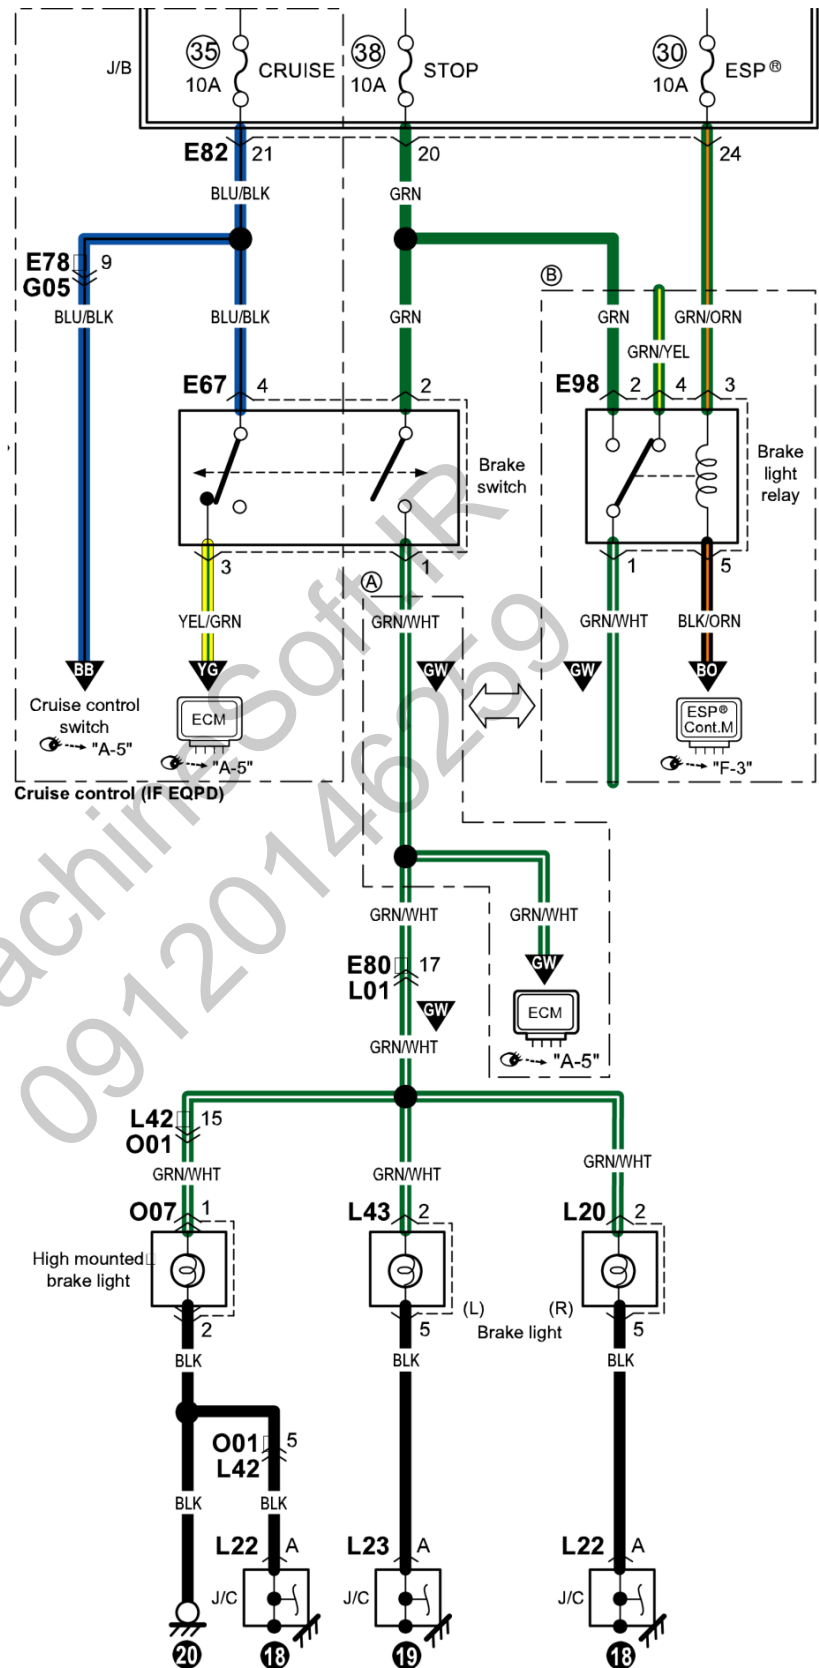 35
38
30
J/B
10A
CRUISE
10A
STOP
10A
ESP®
E82
21
20
24
BLU/BLK
GRN
E78
9
G05
B
BLU/BLK
BLU/BLK
GRN
GRN
GRN/ORN
GRN/YEL
E67
4
2
E98
2
4
3
Brake
switch
Brake
light
relay
3
1
1
5
A
YEL/GRN
GRN/WHT
GRN/WHT
BLK/ORN
BB
YG
GW
GW
BO
Cruise control
switch
"A-5"
ECM
"A-5"
ESP®
Cont.M
"F-3"
Cruise control (IF EQPD)
GRN/WHT
GRN/WHT
E80
17
L01
GW
GW
ECM
"A-5"
GRN/WHT
L42
15
O01
GRN/WHT
GRN/WHT
GRN/WHT
O07
1
L43
2
L20
2
High mounted
brake light
2
(L)
5
(R)
5
Brake light
BLK
BLK
BLK
O01
5
L42
BLK
BLK
L22
A
L23
A
L22
A
J/C
J/C
J/C
20
18
19
18
achineSoft.IR
09120146259